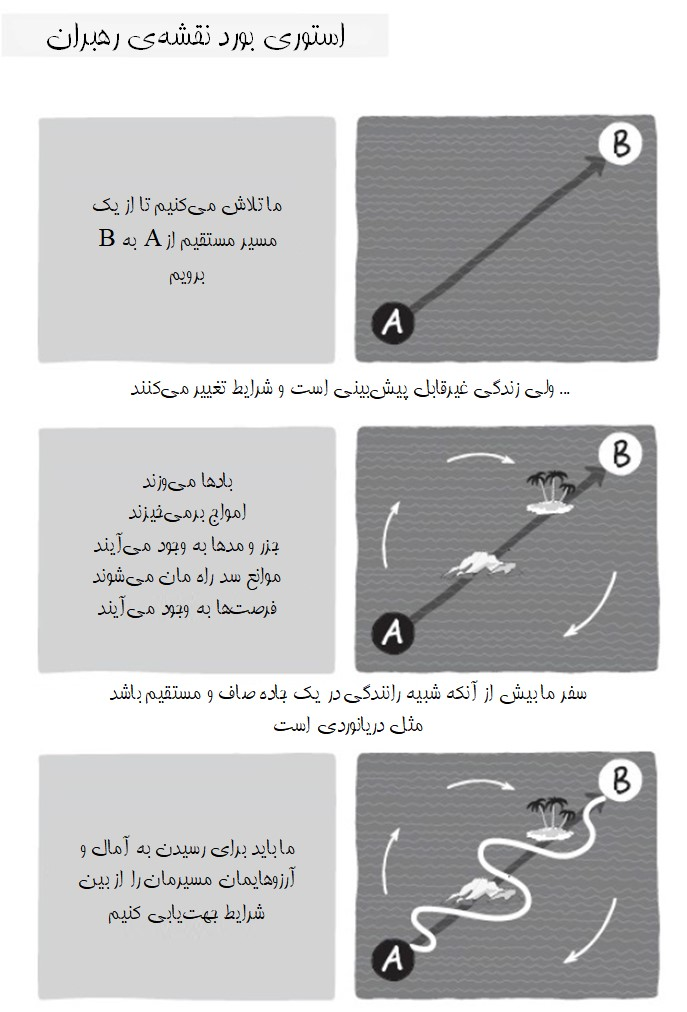 استوری بورد نقشه‌ی رهبران
ما تلاش می‌کنیم تا از یک
مسیر مستقیم از A به B
برویم
B
A
... ولی زندگی غیرقابل پیش‌بینی است و شرایط تغییر می‌کنند
بادها می‌وزند
امواج برمی‌خیزند
جزر و مدها به وجود می‌آیند
موانع سد راه مان می‌شوند
فرصت‌ها به وجود می‌آیند
B
A
سفر ما بیش از آنکه شبیه رانندگی در یک جاده صاف و مستقیم باشد
مثل دریانوردی است
ما باید برای رسیدن به آمال و
آرزوهایمان مسیرمان را از بین
شرایط جهت‌یابی کنیم
B
A